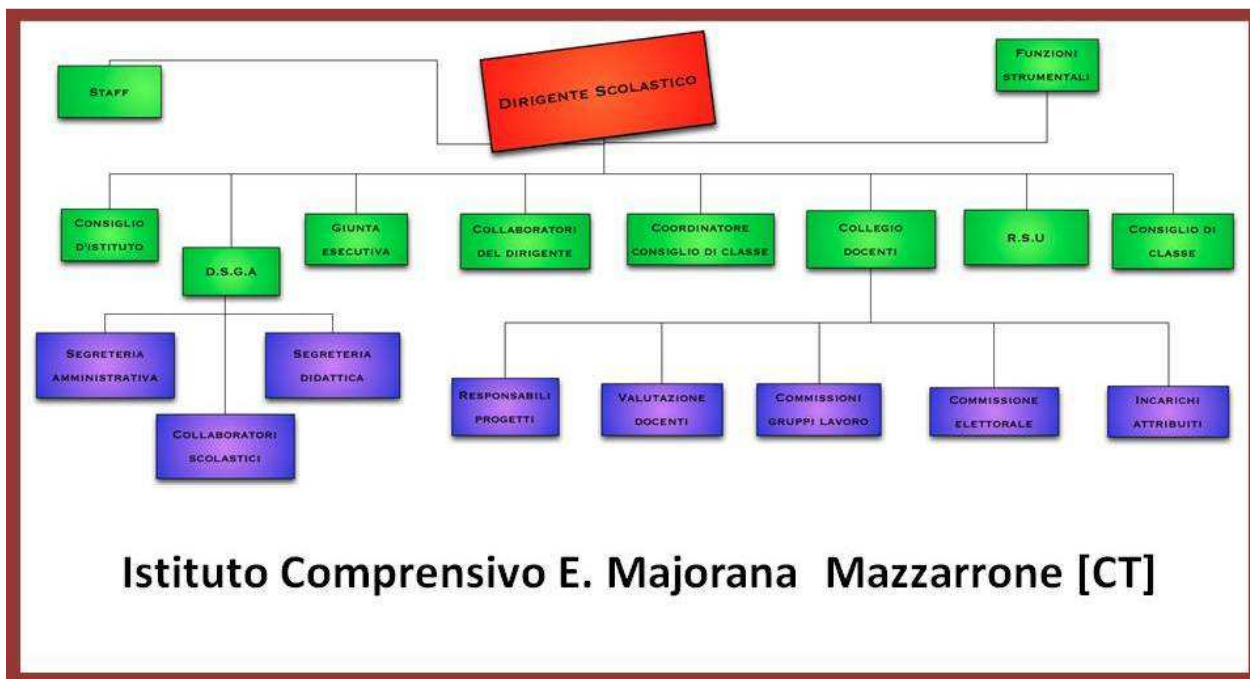 DIRIGENTE SCOLASTICO
STAFF
FUNZIONI
STRUMENTALI
CONSIGLIO
D'ISTITUTO
D.S.G.A
GIUNTA
ESECUTIVA
COLLABORATORI
DEL DIRIGENTE
COORDINATORE
CONSIGLIO DI CLASSE
COLLEGIO
DOCENTI
R.S.U
CONSIGLIO DI
CLASSE
SEGRETERIA
AMMINISTRATIVA
COLLABORATORI
SCOLASTICI
SEGRETERIA
DIDATTICA
RESPONSABILI
PROGETTI
VALUTAZIONE
DOCENTI
COMMISSIONI
GRUPPI LAVORO
COMMISSIONE
ELETTORALE
INCARICHI
ATTRIBUITI
Istituto Comprensivo E. Majorana Mazzarrone [CT]